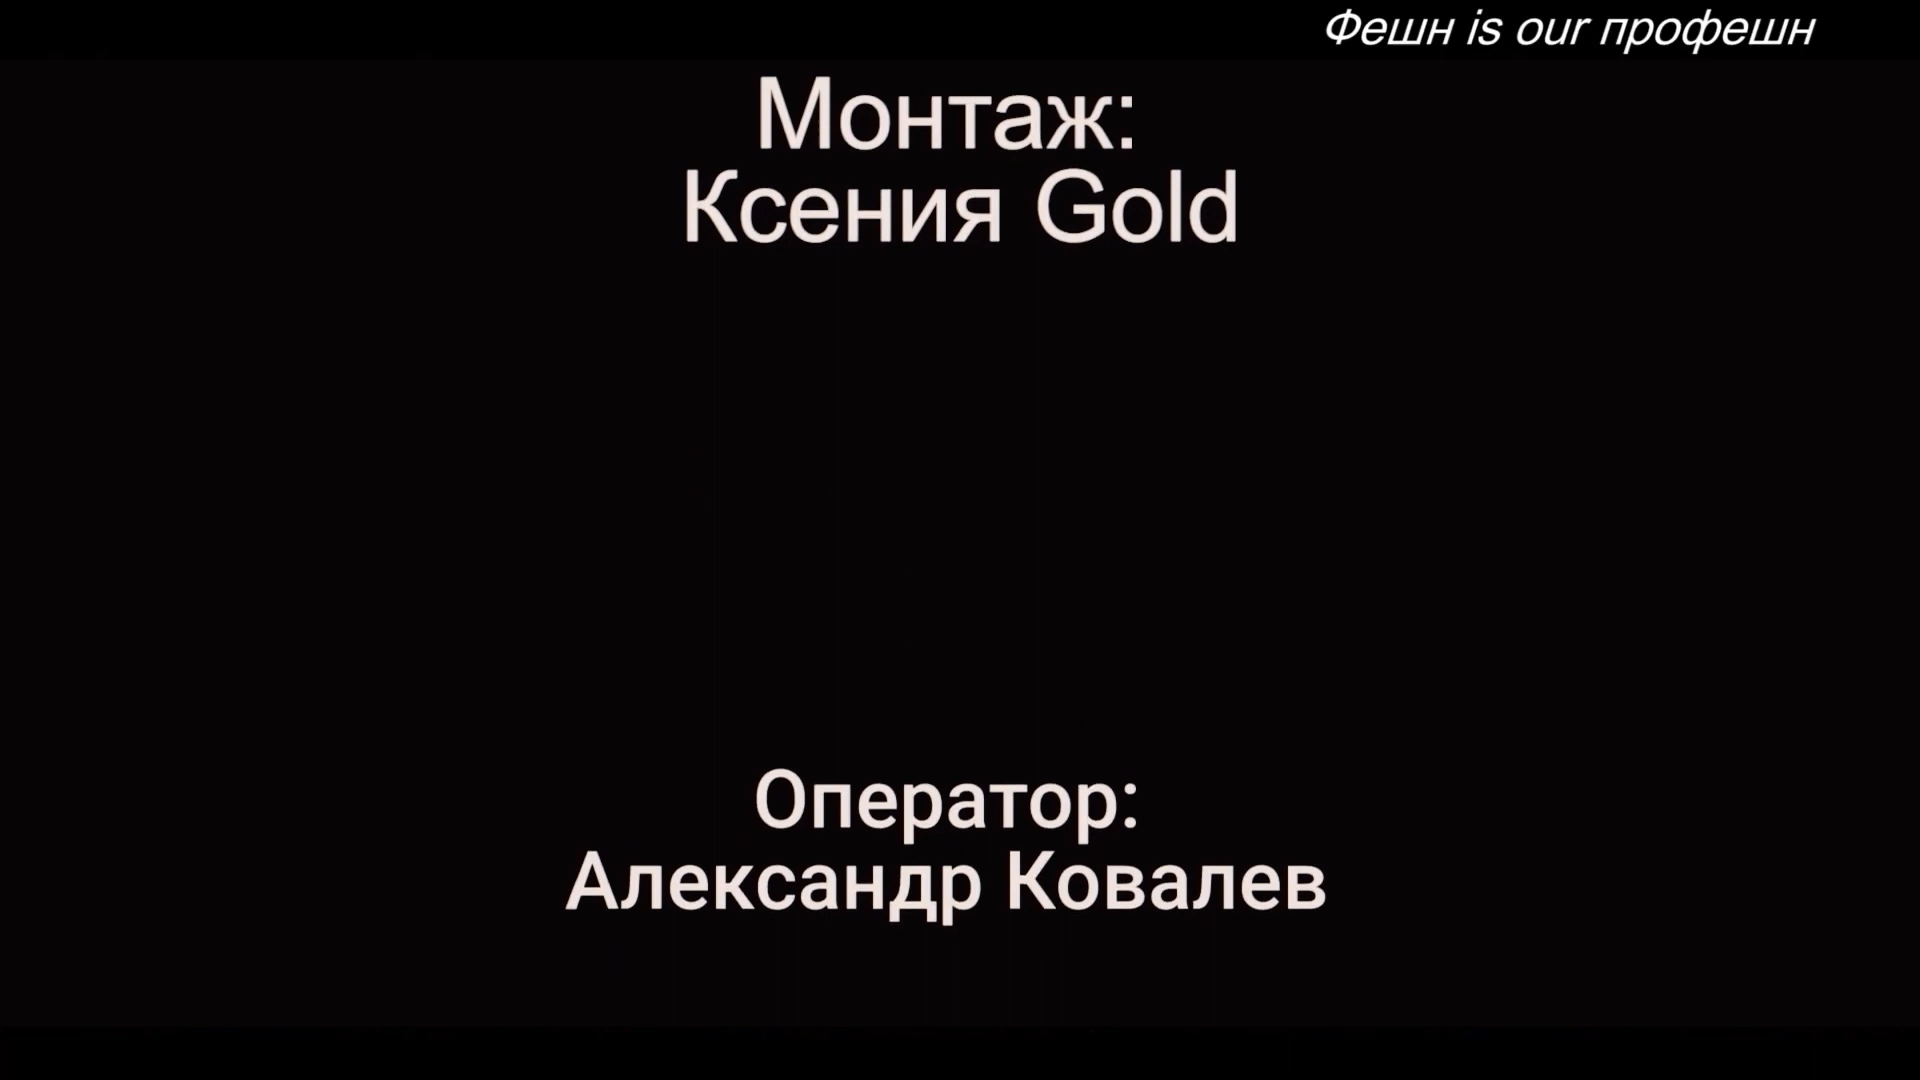 Фешн is our профешн
Монтаж:
Ксения Gold
Оператор:
Александр Ковалев